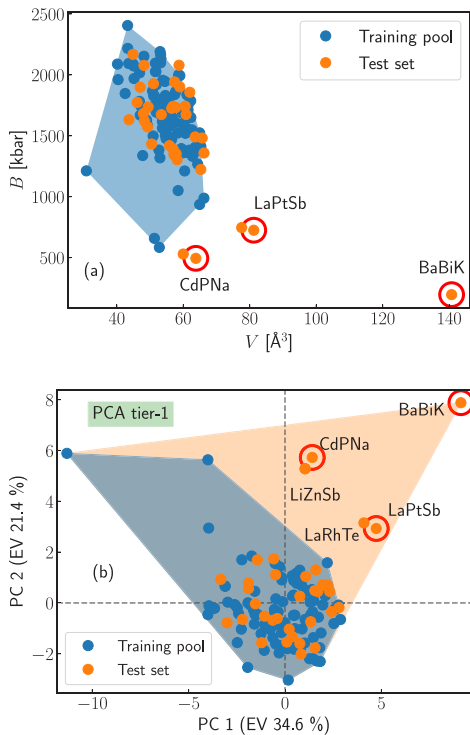 2500
2000
1500
1000
500
B [kbar]
Training pool
Test set
LaPtSb
CdPNa
BaBiK
(a)
40 60 80 100 120 140
V [Å³]
8
6
4
2
0
−2
PC 2 (EV 21.4 %)
PCA tier-1
BaBiK
CdPNa
LiZnSb
LaPtSb
LaRhTe
(b)
Training pool
Test set
−10 −5 0 5
PC 1 (EV 34.6 %)